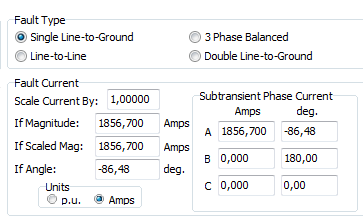 Fault Type
Single Line-to-Ground 3 Phase Balanced
Line-to-Line Double Line-to-Ground
Fault Current
Scale Current By: 1,00000
If Magnitude: 1856,700 Amps
If Scaled Mag: 1856,700 Amps
If Angle: -86,48 deg.
Units
p.u. Amps
Subtransient Phase Current
Amps deg.
A 1856,700 -86,48
B 0,000 180,00
C 0,000 0,00